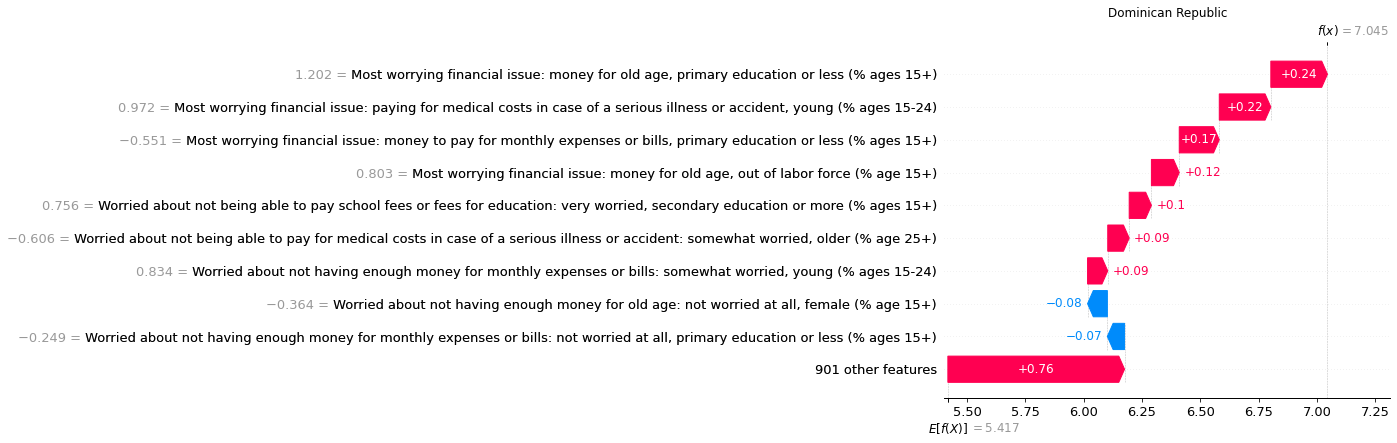 Dominican Republic
f(x) = 7.045
1.202 = Most worrying financial issue: money for old age, primary education or less (% ages 15+)
+0.24
0.972 = Most worrying financial issue: paying for medical costs in case of a serious illness or accident, young (% ages 15-24)
+0.22
−0.551 = Most worrying financial issue: money to pay for monthly expenses or bills, primary education or less (% ages 15+)
+0.17
0.803 = Most worrying financial issue: money for old age, out of labor force (% age 15+)
+0.12
0.756 = Worried about not being able to pay school fees or fees for education: very worried, secondary education or more (% ages 15+)
+0.1
−0.606 = Worried about not being able to pay for medical costs in case of a serious illness or accident: somewhat worried, older (% age 25+)
+0.09
0.834 = Worried about not having enough money for monthly expenses or bills: somewhat worried, young (% ages 15-24)
+0.09
−0.364 = Worried about not having enough money for old age: not worried at all, female (% age 15+)
−0.08
−0.249 = Worried about not having enough money for monthly expenses or bills: not worried at all, primary education or less (% ages 15+)
−0.07
901 other features
+0.76
5.50 5.75 6.00 6.25 6.50 6.75 7.00 7.25
E[f(X)] = 5.417